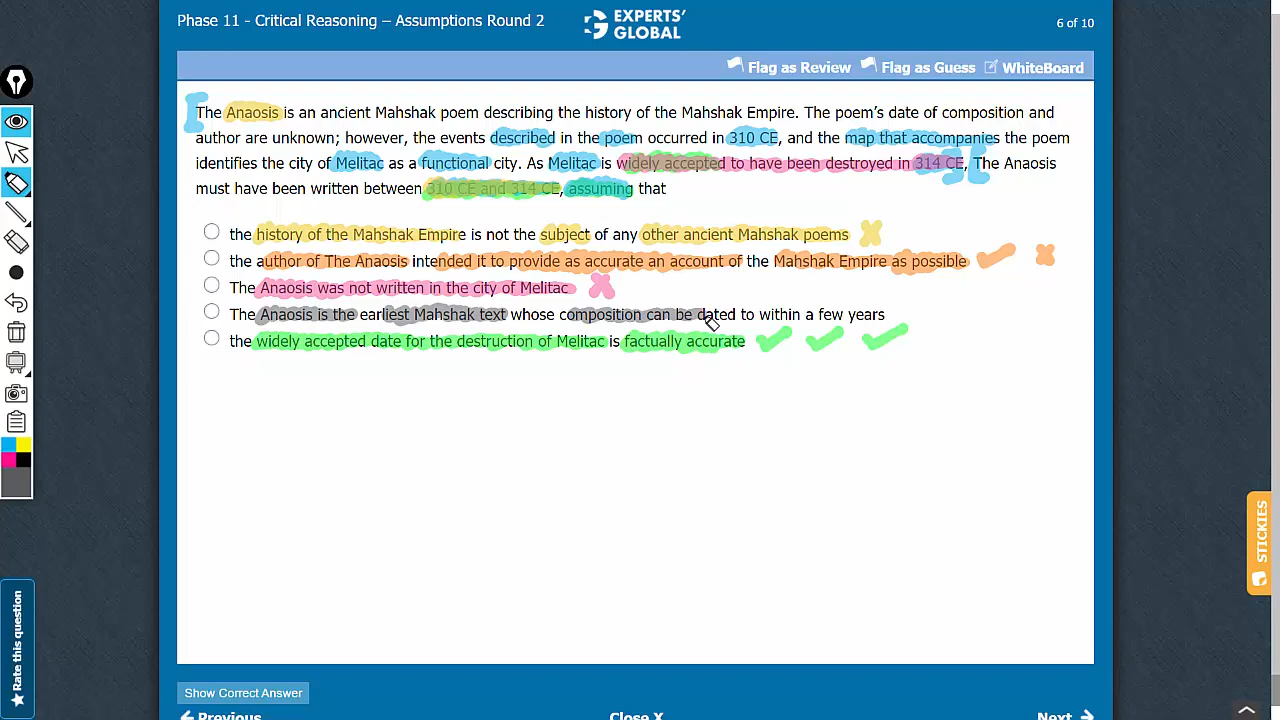 Phase 11 - Critical Reasoning – Assumptions Round 2
EXPERTS'
GLOBAL
6 of 10
Flag as Review
Flag as Guess
WhiteBoard
The Anaosis is an ancient Mahshak poem describing the history of the Mahshak Empire. The poem's date of composition and
author are unknown; however, the events described in the poem occurred in 310 CE, and the map that accompanies the poem
identifies the city of Melitac as a functional city. As Melitac is widely accepted to have been destroyed in 314 CE, The Anaosis
must have been written between 310 CE and 314 CE, assuming that
the history of the Mahshak Empire is not the subject of any other ancient Mahshak poems
the author of The Anaosis intended it to provide as accurate an account of the Mahshak Empire as possible
The Anaosis was not written in the city of Melitac
The Anaosis is the earliest Mahshak text whose composition can be dated to within a few years
the widely accepted date for the destruction of Melitac is factually accurate
STICKIES
Rate this question
Show Correct Answer
Previous
Close X
Next